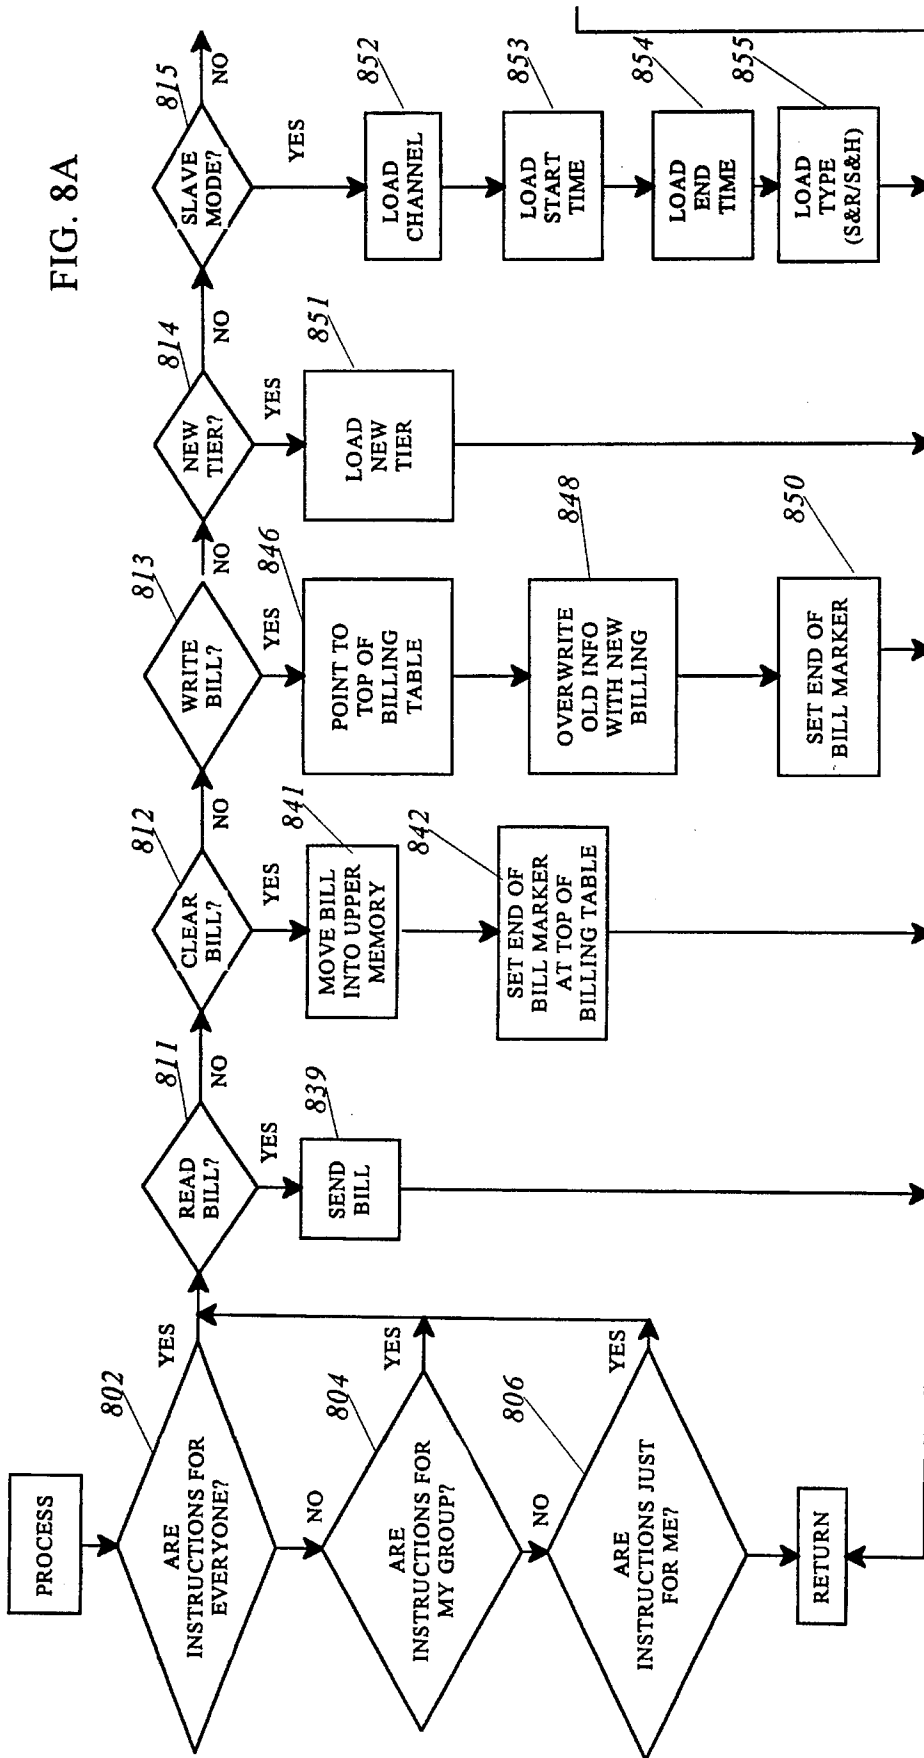 FIG. 8A
PROCESS
802
ARE
INSTRUCTIONS FOR
EVERYONE?
YES
NO
804
ARE
INSTRUCTIONS FOR
MY GROUP?
YES
NO
806
ARE
INSTRUCTIONS JUST
FOR ME?
YES
RETURN
811
READ
BILL?
NO
YES
839
SEND
BILL
812
CLEAR
BILL?
NO
YES
841
MOVE BILL
INTO UPPER
MEMORY
842
SET END OF
BILL MARKER
AT TOP OF
BILLING TABLE
813
WRITE
BILL?
NO
YES
846
POINT TO
TOP OF
BILLING
TABLE
848
OVERWRITE
OLD INFO
WITH NEW
BILLING
850
SET END OF
BILL MARKER
814
NEW
TIER?
NO
YES
851
LOAD
NEW
TIER
815
SLAVE
MODE?
NO
YES
852
LOAD
CHANNEL
853
LOAD
START
TIME
854
LOAD
END
TIME
855
LOAD
TYPE
(S&R/S&H)